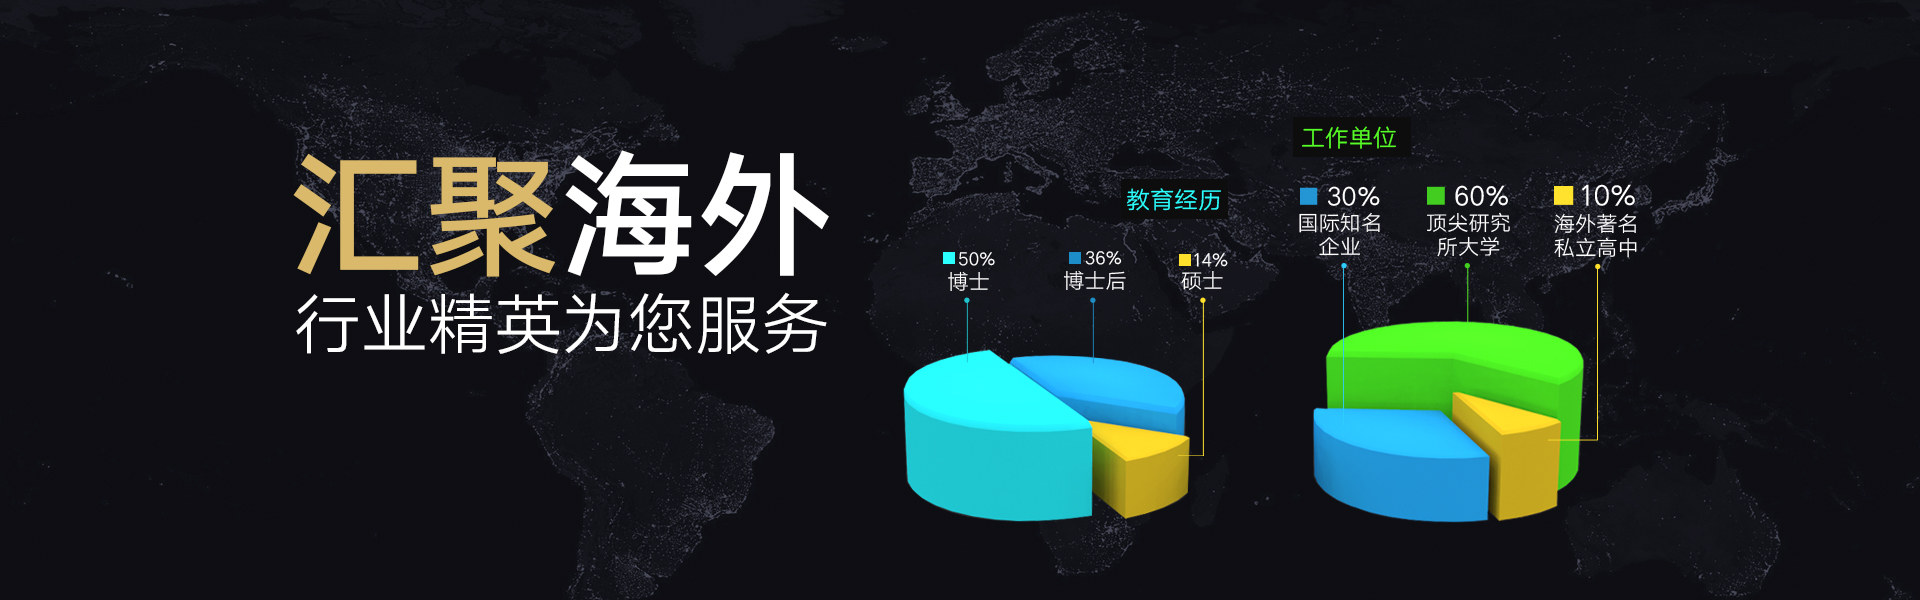 汇聚海外
行业精英为您服务
教育经历
50%
博士
36%
博士后
14%
硕士
工作单位
30%
国际知名
企业
60%
顶尖研究
所大学
10%
海外著名
私立高中